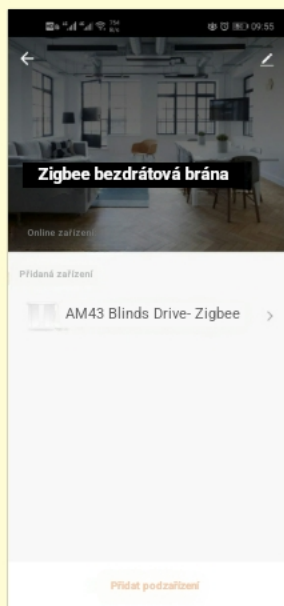 09:55
Zigbee bezdrátová brána
Online zařízení
Přidaná zařízení
AM43 Blinds Drive- Zigbee
Přidat podzařízení